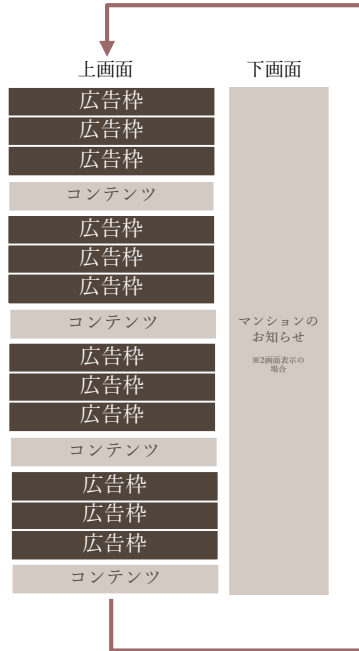 上画面
広告枠
広告枠
広告枠
コンテンツ
広告枠
広告枠
広告枠
コンテンツ
広告枠
広告枠
広告枠
コンテンツ
広告枠
広告枠
広告枠
コンテンツ
下画面
マンションの
お知らせ
※2画面表示の
場合